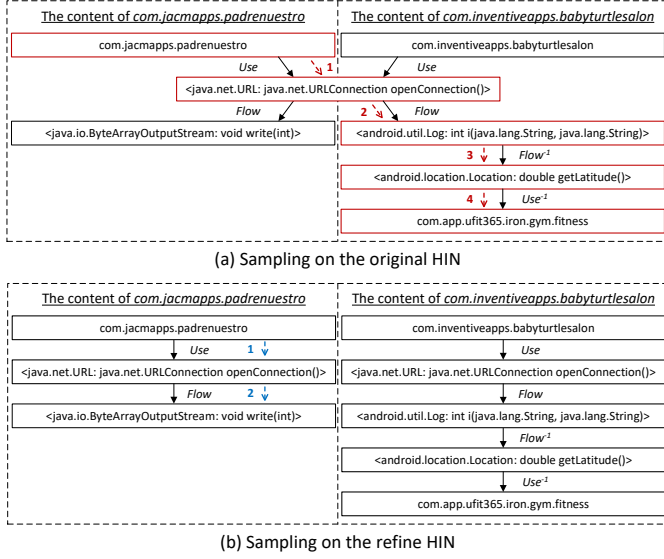 The content of com.jacmapps.padrenuestro
The content of com.inventiveapps.babyturtlesalon
com.jacmapps.padrenuestro
com.inventiveapps.babyturtlesalon
Use
1
Use
<java.net.URL: java.net.URLConnection openConnection()>
Flow
2
Flow
<java.io.ByteArrayOutputStream: void write(int)>
<android.util.Log: int i(java.lang.String, java.lang.String)>
3
Flow⁻¹
<android.location.Location: double getLatitude()>
4
Use⁻¹
com.app.ufit365.iron.gym.fitness
(a) Sampling on the original HIN
The content of com.jacmapps.padrenuestro
The content of com.inventiveapps.babyturtlesalon
com.jacmapps.padrenuestro
com.inventiveapps.babyturtlesalon
Use
1
Use
<java.net.URL: java.net.URLConnection openConnection()>
<java.net.URL: java.net.URLConnection openConnection()>
Flow
2
Flow
<java.io.ByteArrayOutputStream: void write(int)>
<android.util.Log: int i(java.lang.String, java.lang.String)>
Flow⁻¹
<android.location.Location: double getLatitude()>
Use⁻¹
com.app.ufit365.iron.gym.fitness
(b) Sampling on the refine HIN